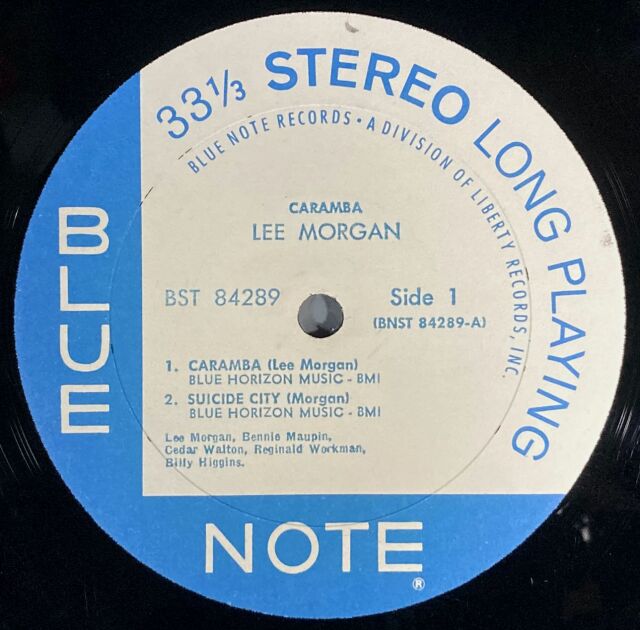 33⅓ STEREO LONG PLAYING
BLUE NOTE RECORDS • A DIVISION OF LIBERTY RECORDS, INC.
CARAMBA
LEE MORGAN
BST 84289
Side 1
(BNST 84289-A)
1. CARAMBA (Lee Morgan)
BLUE HORIZON MUSIC - BMI
2. SUICIDE CITY (Morgan)
BLUE HORIZON MUSIC - BMI
Lee Morgan, Bennie Maupin,
Cedar Walton, Reginald Workman,
Billy Higgins.
BLUE
NOTE®